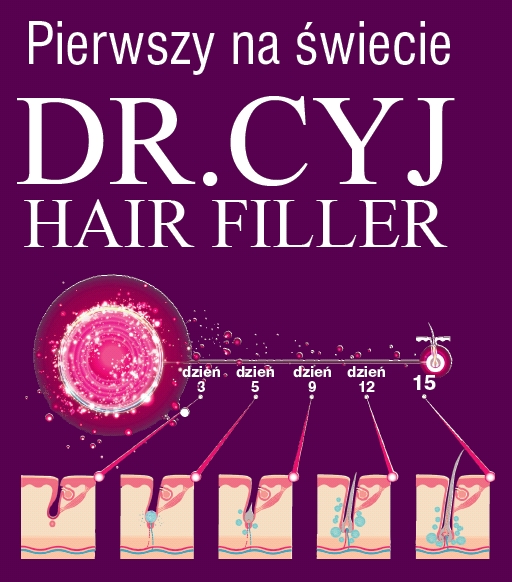 Pierwszy na świecie
DR.CYJ
HAIR FILLER
dzień dzień dzień dzień
3 5 9 12 15